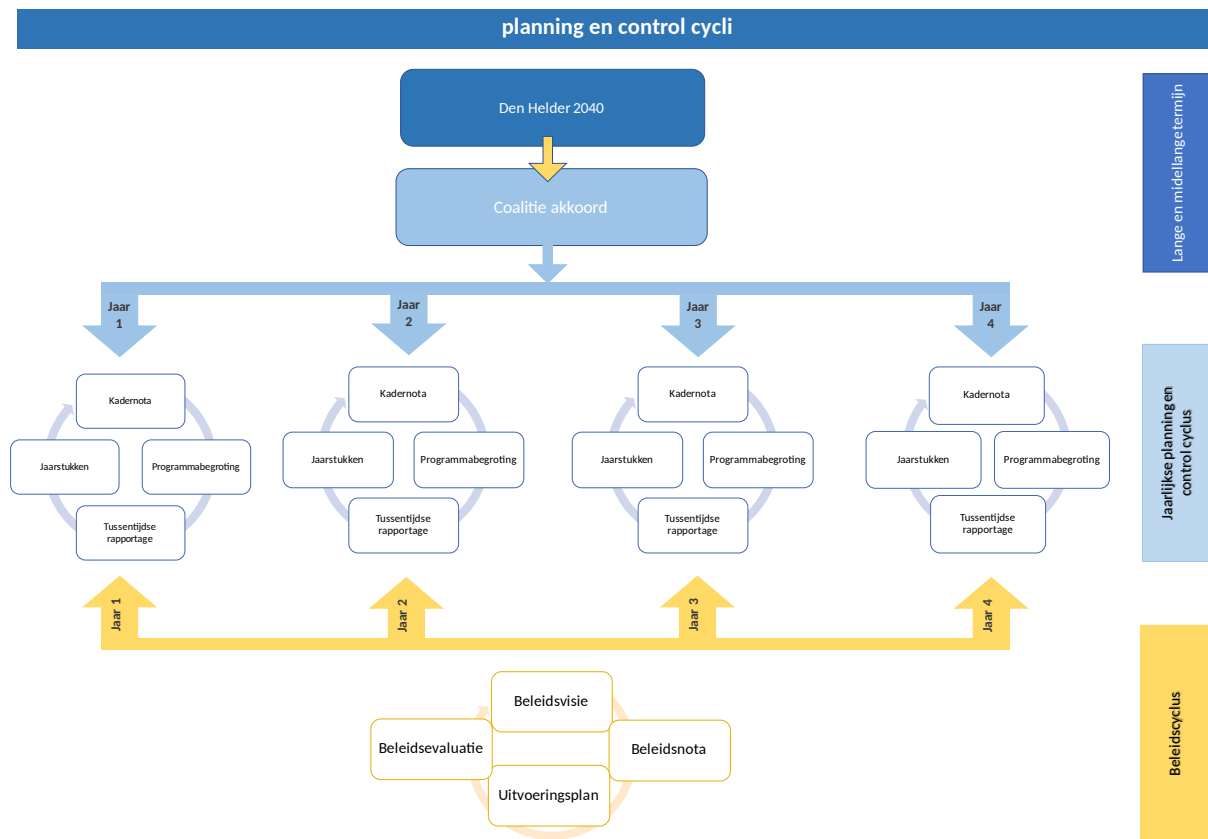 planning en control cycli
Den Helder 2040
Coalitie akkoord
Lange en midellange termijn
Jaar
1
Jaar
2
Jaar
3
Jaar
4
Kadernota
Jaarstukken
Programmabegroting
Tussentijdse
rapportage
Kadernota
Jaarstukken
Programmabegroting
Tussentijdse
rapportage
Kadernota
Jaarstukken
Programmabegroting
Tussentijdse
rapportage
Kadernota
Jaarstukken
Programmabegroting
Tussentijdse
rapportage
Jaarlijkse planning en
control cyclus
Jaar 1
Jaar 2
Jaar 3
Jaar 4
Beleidsvisie
Beleidsevaluatie
Beleidsnota
Uitvoeringsplan
Beleidscyclus